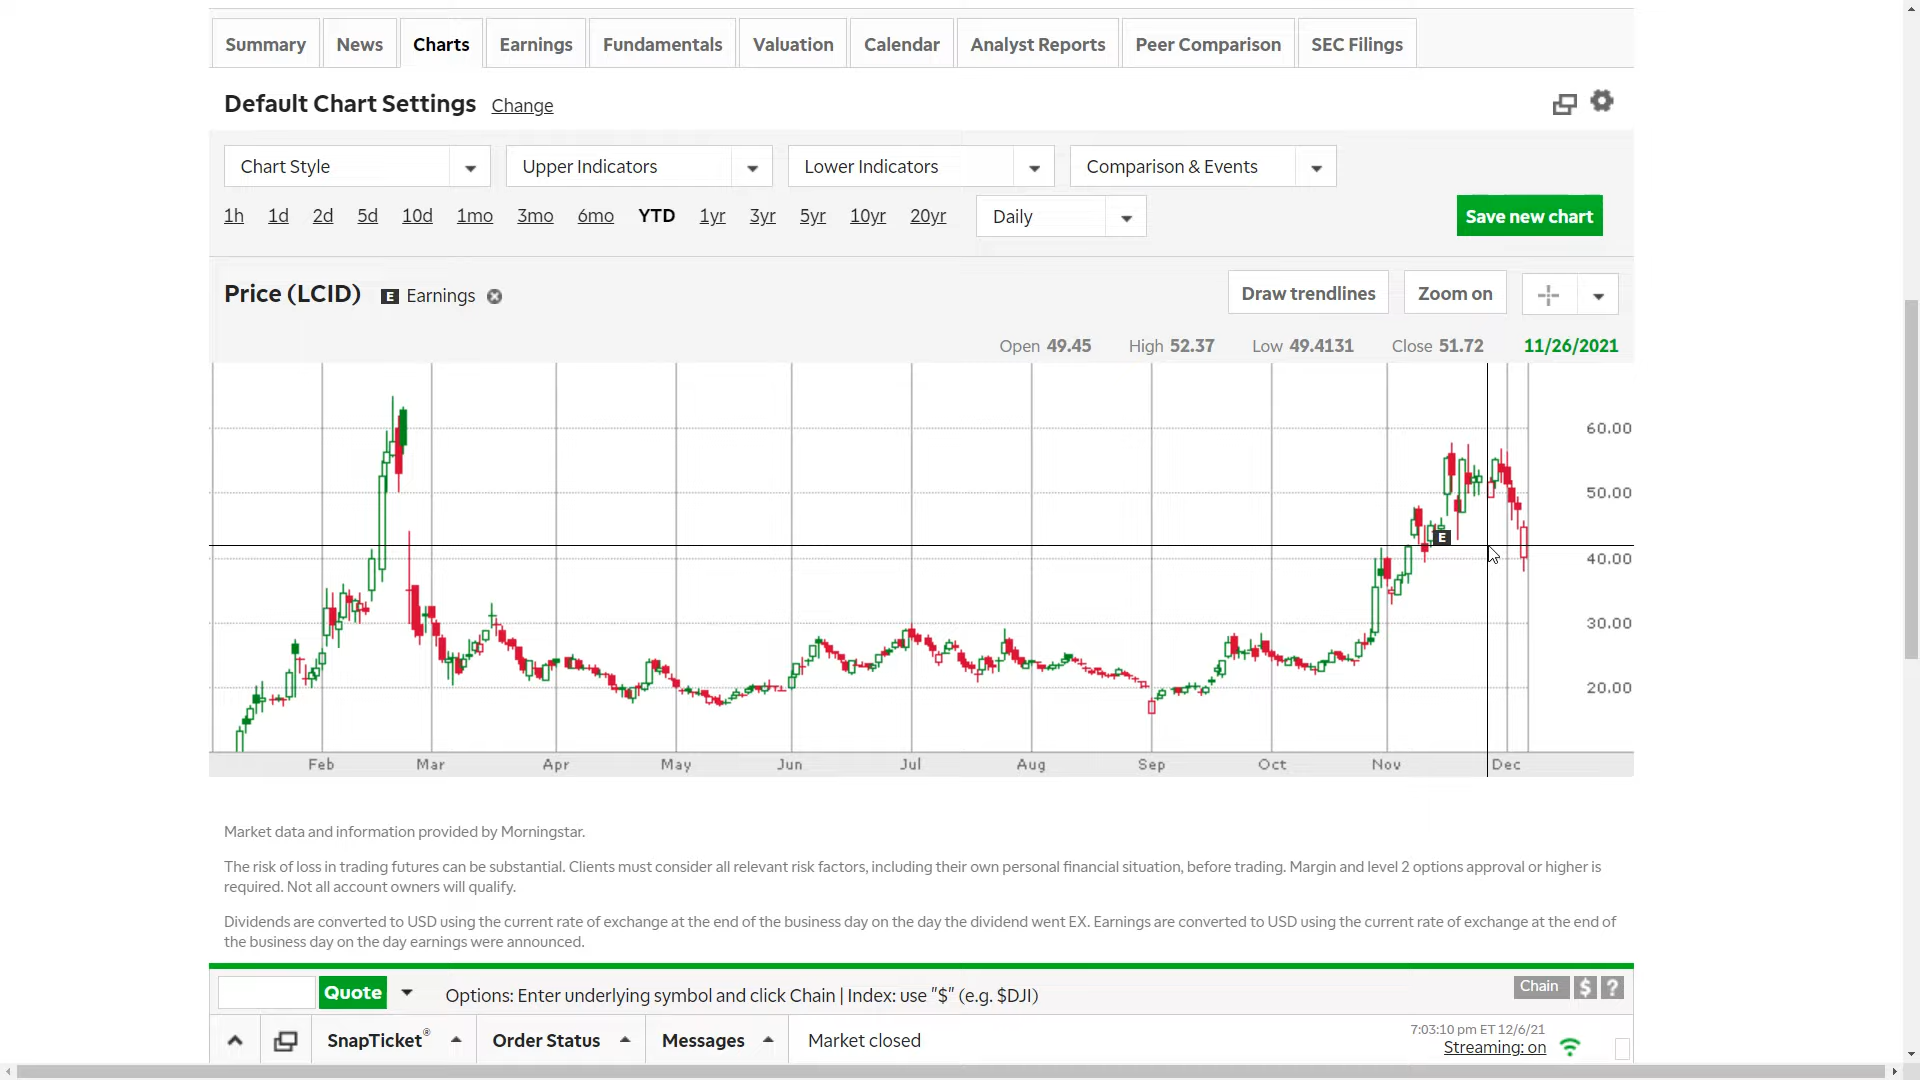 Summary News Charts Earnings Fundamentals Valuation Calendar Analyst Reports Peer Comparison SEC Filings
Default Chart Settings Change
Chart Style Upper Indicators Lower Indicators Comparison & Events
1h 1d 2d 5d 10d 1mo 3mo 6mo YTD 1yr 3yr 5yr 10yr 20yr Daily Save new chart
Price (LCID) E Earnings Draw trendlines Zoom on
Open 49.45 High 52.37 Low 49.4131 Close 51.72 11/26/2021
60.00
50.00
E
40.00
30.00
20.00
Feb Mar Apr May Jun Jul Aug Sep Oct Nov Dec
Market data and information provided by Morningstar.
The risk of loss in trading futures can be substantial. Clients must consider all relevant risk factors, including their own personal financial situation, before trading. Margin and level 2 options approval or higher is
required. Not all account owners will qualify.
Dividends are converted to USD using the current rate of exchange at the end of the business day on the day the dividend went EX. Earnings are converted to USD using the current rate of exchange at the end of
the business day on the day earnings were announced.
Quote Options: Enter underlying symbol and click Chain | Index: use "$" (e.g. $DJI) Chain $ ?
SnapTicket® Order Status Messages Market closed 7:03:10 pm ET 12/6/21
Streaming: on